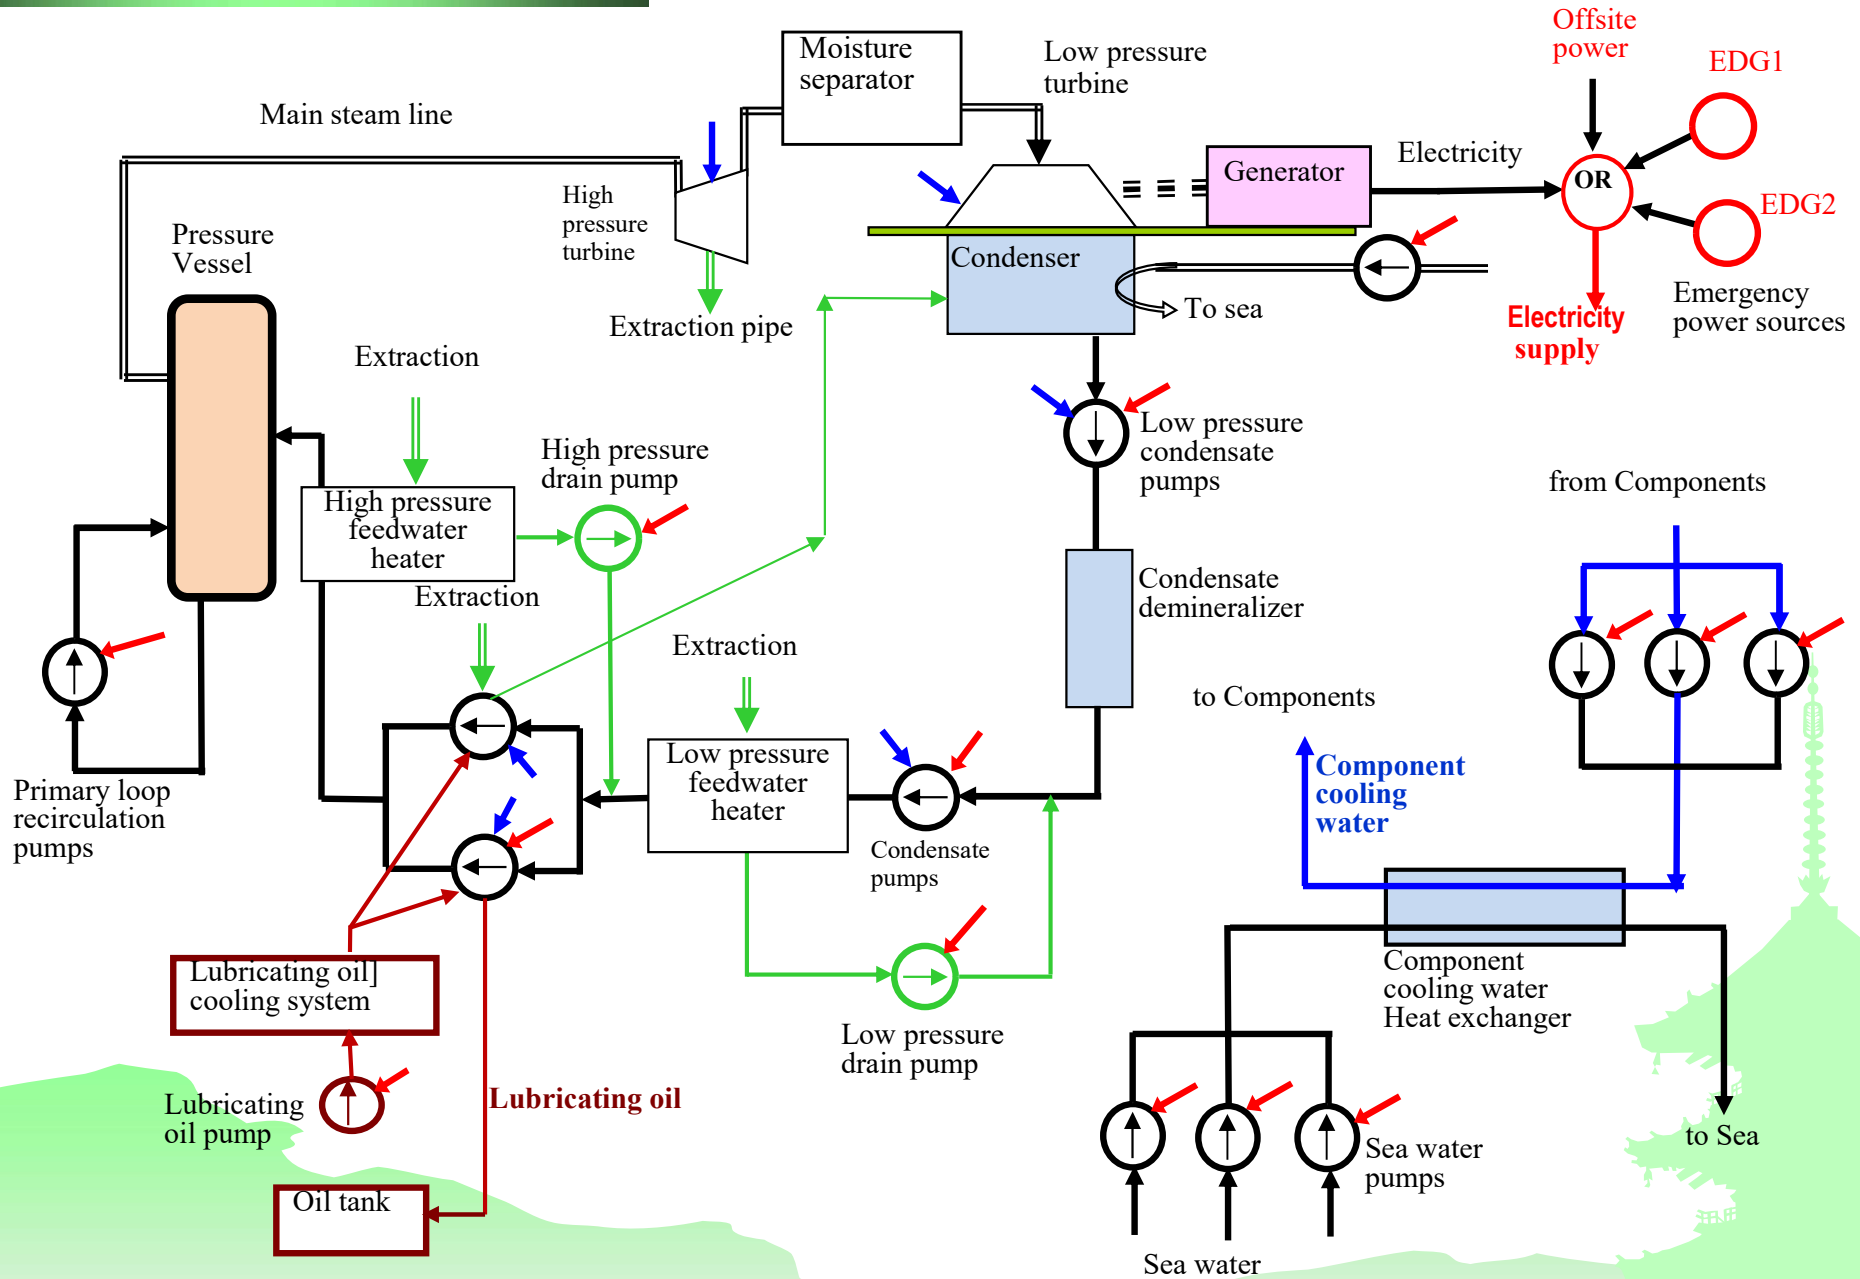 Offsite
power
EDG1
Moisture
separator
Low pressure
turbine
Main steam line
Electricity
Generator
OR
EDG2
High
pressure
turbine
Pressure
Vessel
Condenser
To sea
Emergency
power sources
Extraction pipe
Electricity
supply
Extraction
High pressure
drain pump
Low pressure
condensate
pumps
from Components
High pressure
feedwater
heater
Extraction
Condensate
demineralizer
Extraction
to Components
Low pressure
feedwater
heater
Component
cooling
water
Primary loop
recirculation
pumps
Condensate
pumps
Lubricating oil]
cooling system
Component
cooling water
Heat exchanger
Low pressure
drain pump
Lubricating
oil pump
Lubricating oil
to Sea
Sea water
pumps
Oil tank
Sea water